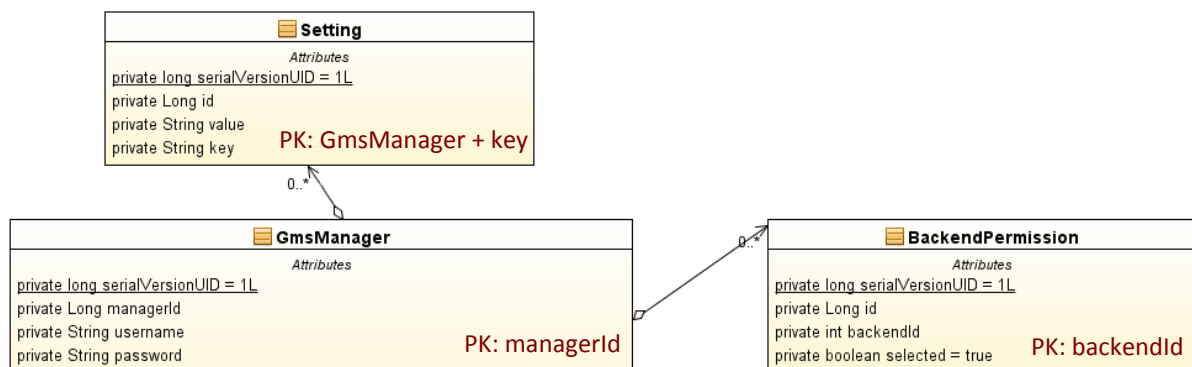 Setting
Attributes
private long serialVersionUID = 1L
private Long id
private String value
private String key
PK: GmsManager + key
0..*
GmsManager
Attributes
private long serialVersionUID = 1L
private Long managerId
private String username
private String password
PK: managerId
0..*
BackendPermission
Attributes
private long serialVersionUID = 1L
private Long id
private int backendId
private boolean selected = true
PK: backendId